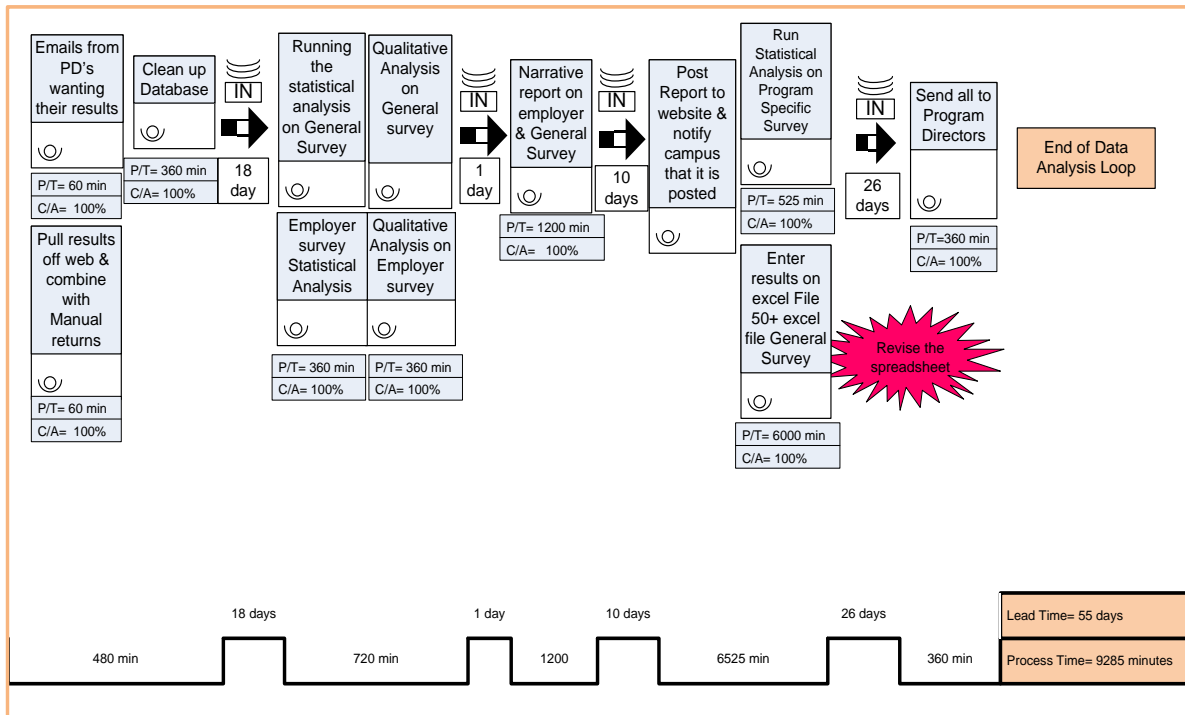 Emails from
PD's
wanting
their results
P/T= 60 min
C/A= 100%
Pull results
off web &
combine
with
Manual
returns
P/T= 60 min
C/A= 100%
Clean up
Database
P/T= 360 min
C/A= 100%
IN
18
day
Running
the
statistical
analysis
on General
Survey
Employer
survey
Statistical
Analysis
P/T= 360 min
C/A= 100%
Qualitative
Analysis
on
General
survey
Qualitative
Analysis on
Employer
survey
P/T= 360 min
C/A= 100%
IN
1
day
Narrative
report on
employer
& General
Survey
P/T= 1200 min
C/A= 100%
IN
10
days
Post
Report to
website &
notify
campus
that it is
posted
Run
Statistical
Analysis on
Program
Specific
Survey
P/T= 525 min
C/A= 100%
Enter
results on
excel File
50+ excel
file General
Survey
P/T= 6000 min
C/A= 100%
Revise the
spreadsheet
IN
26
days
Send all to
Program
Directors
P/T=360 min
C/A= 100%
End of Data
Analysis Loop
18 days
1 day
10 days
26 days
Lead Time= 55 days
480 min
720 min
1200
6525 min
360 min
Process Time= 9285 minutes